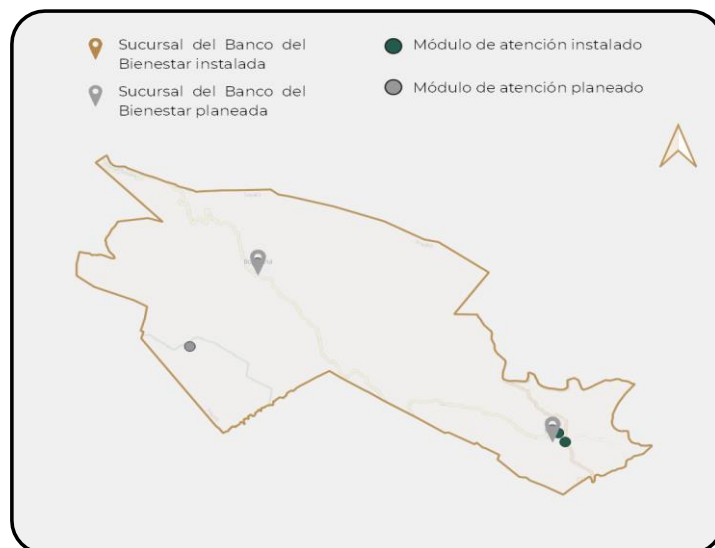 Sucursal del Banco del
Bienestar instalada
Sucursal del Banco del
Bienestar planeada
Módulo de atención instalado
Módulo de atención planeado